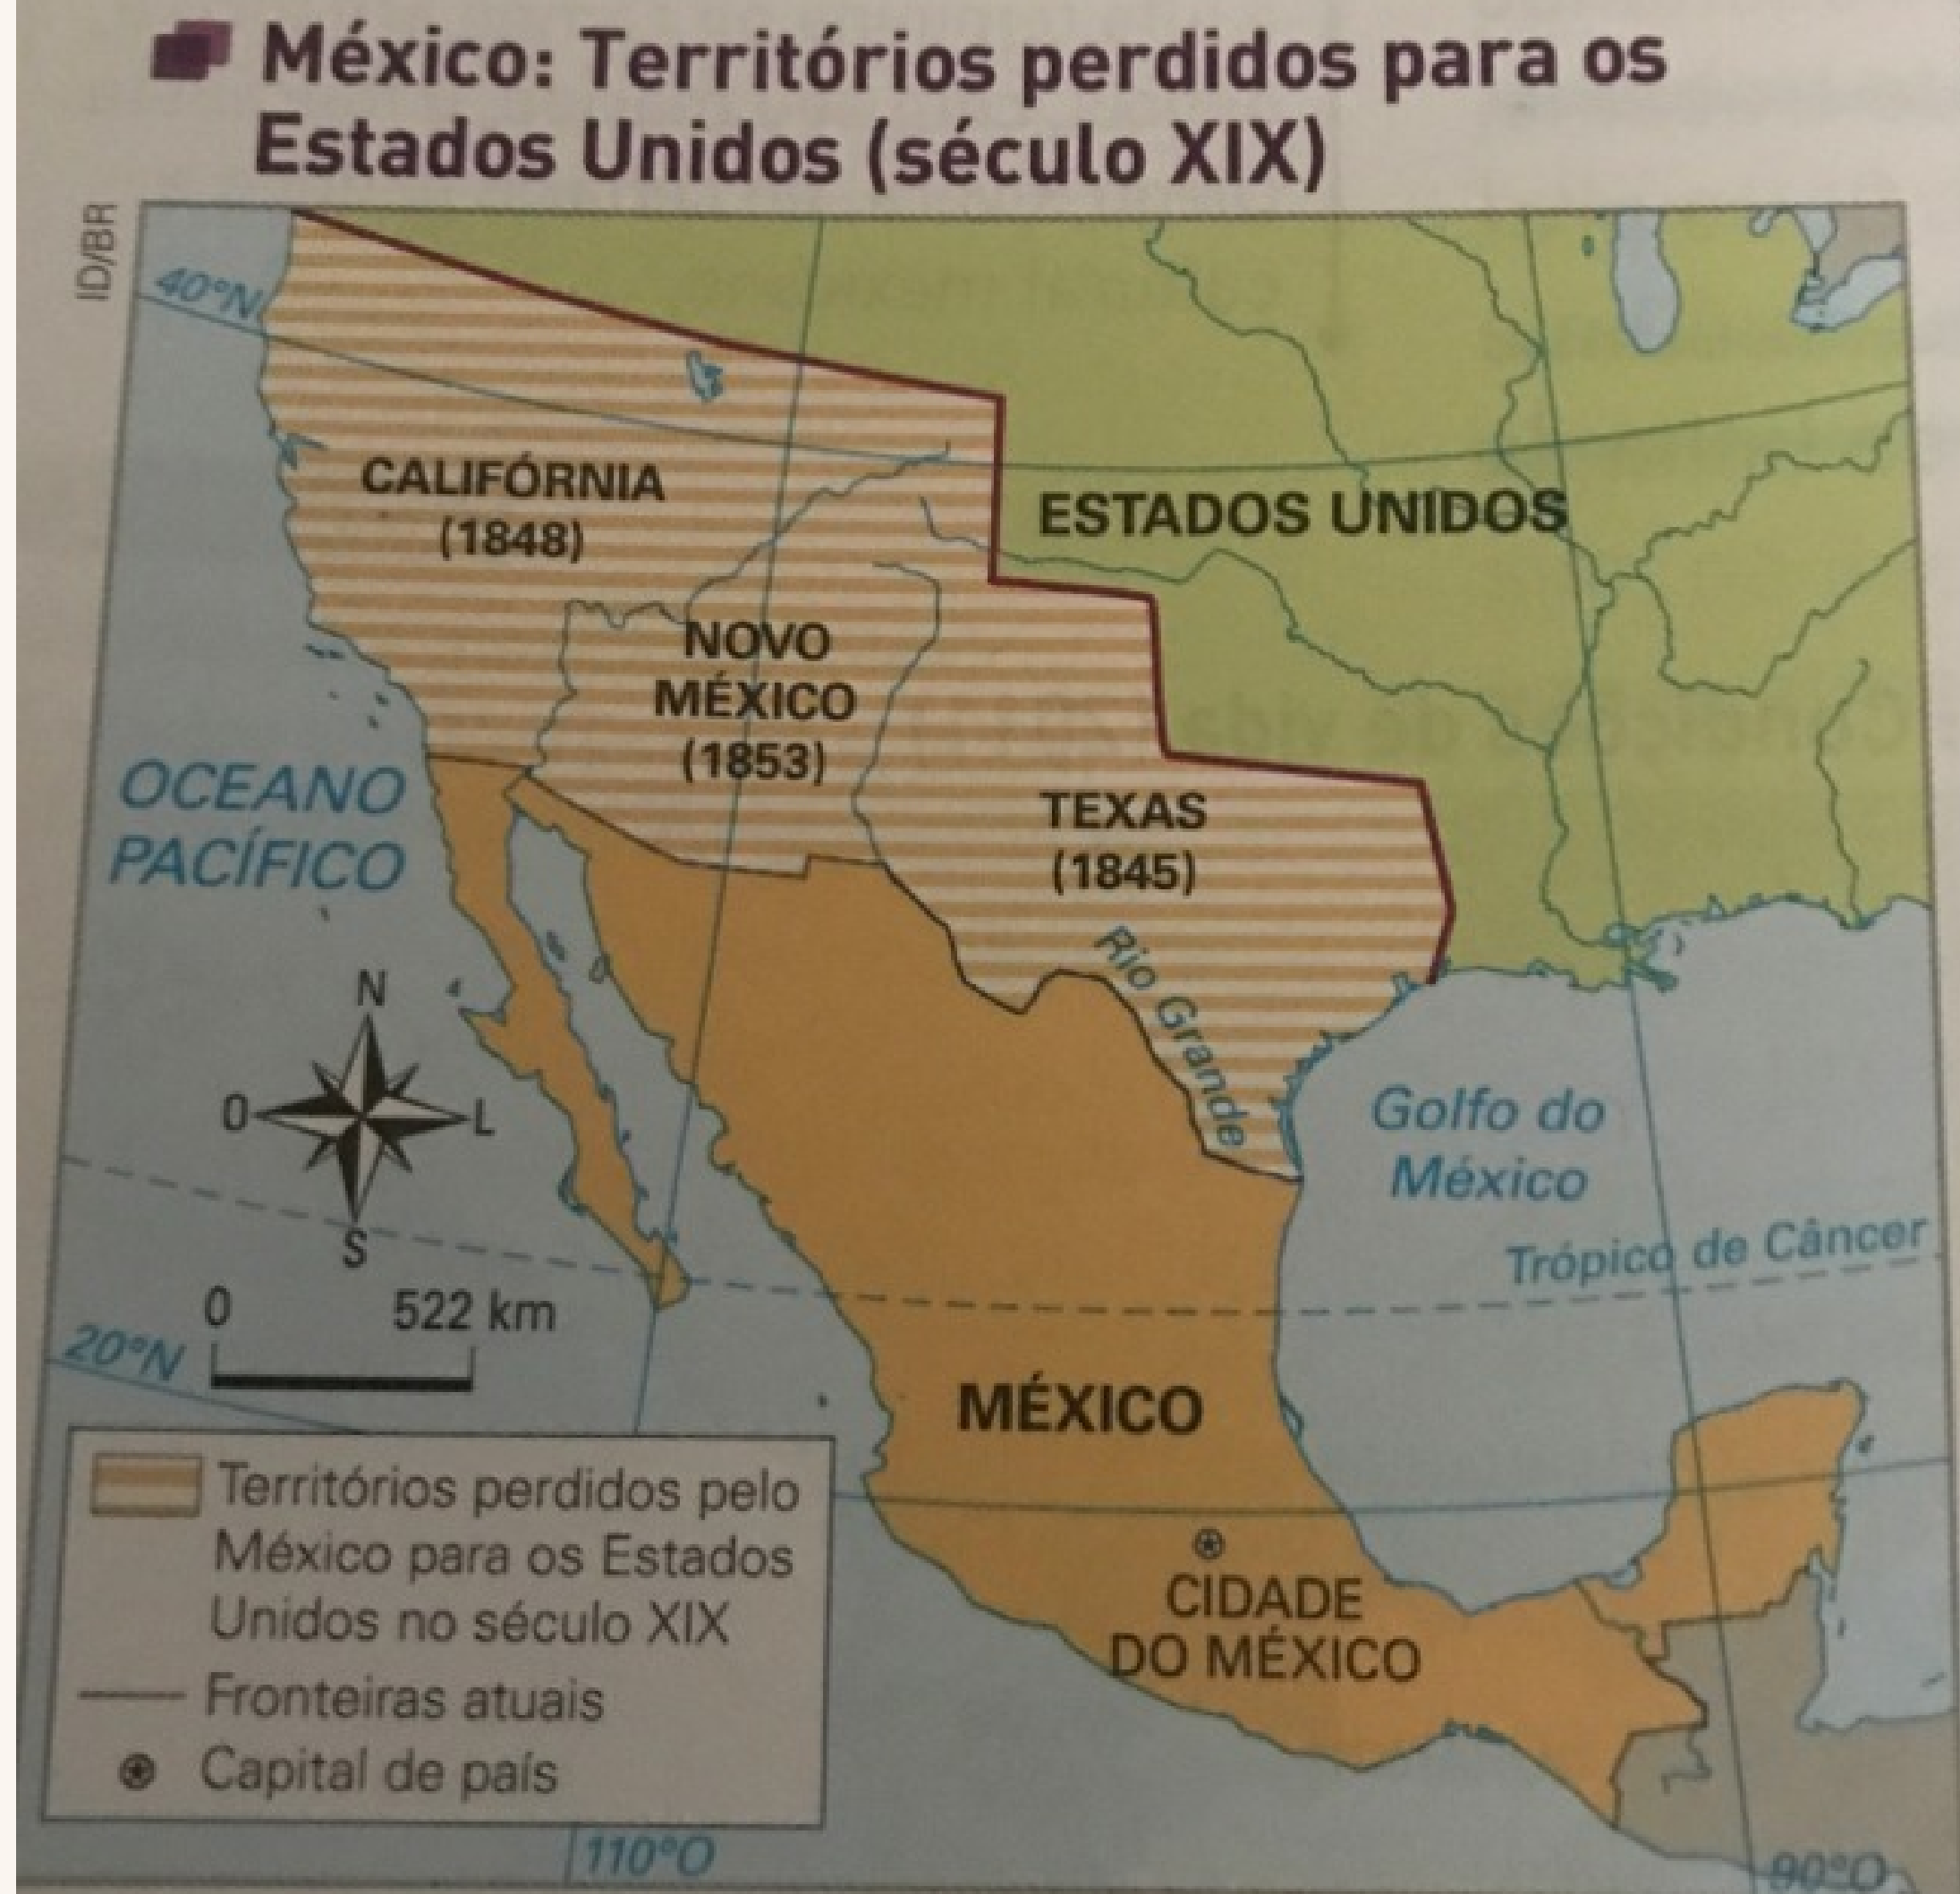 México: Territórios perdidos para os
Estados Unidos (século XIX)
ID/BR
40°N
CALIFÓRNIA
(1848)
ESTADOS UNIDOS
NOVO
MÉXICO
(1853)
OCEANO
PACÍFICO
TEXAS
(1845)
Rio Grande
N
O
L
S
Golfo do
México
Trópico de Câncer
0
522 km
20°N
MÉXICO
CIDADE
DO MÉXICO
Territórios perdidos pelo
México para os Estados
Unidos no século XIX
Fronteiras atuais
Capital de país
110°O
90°O